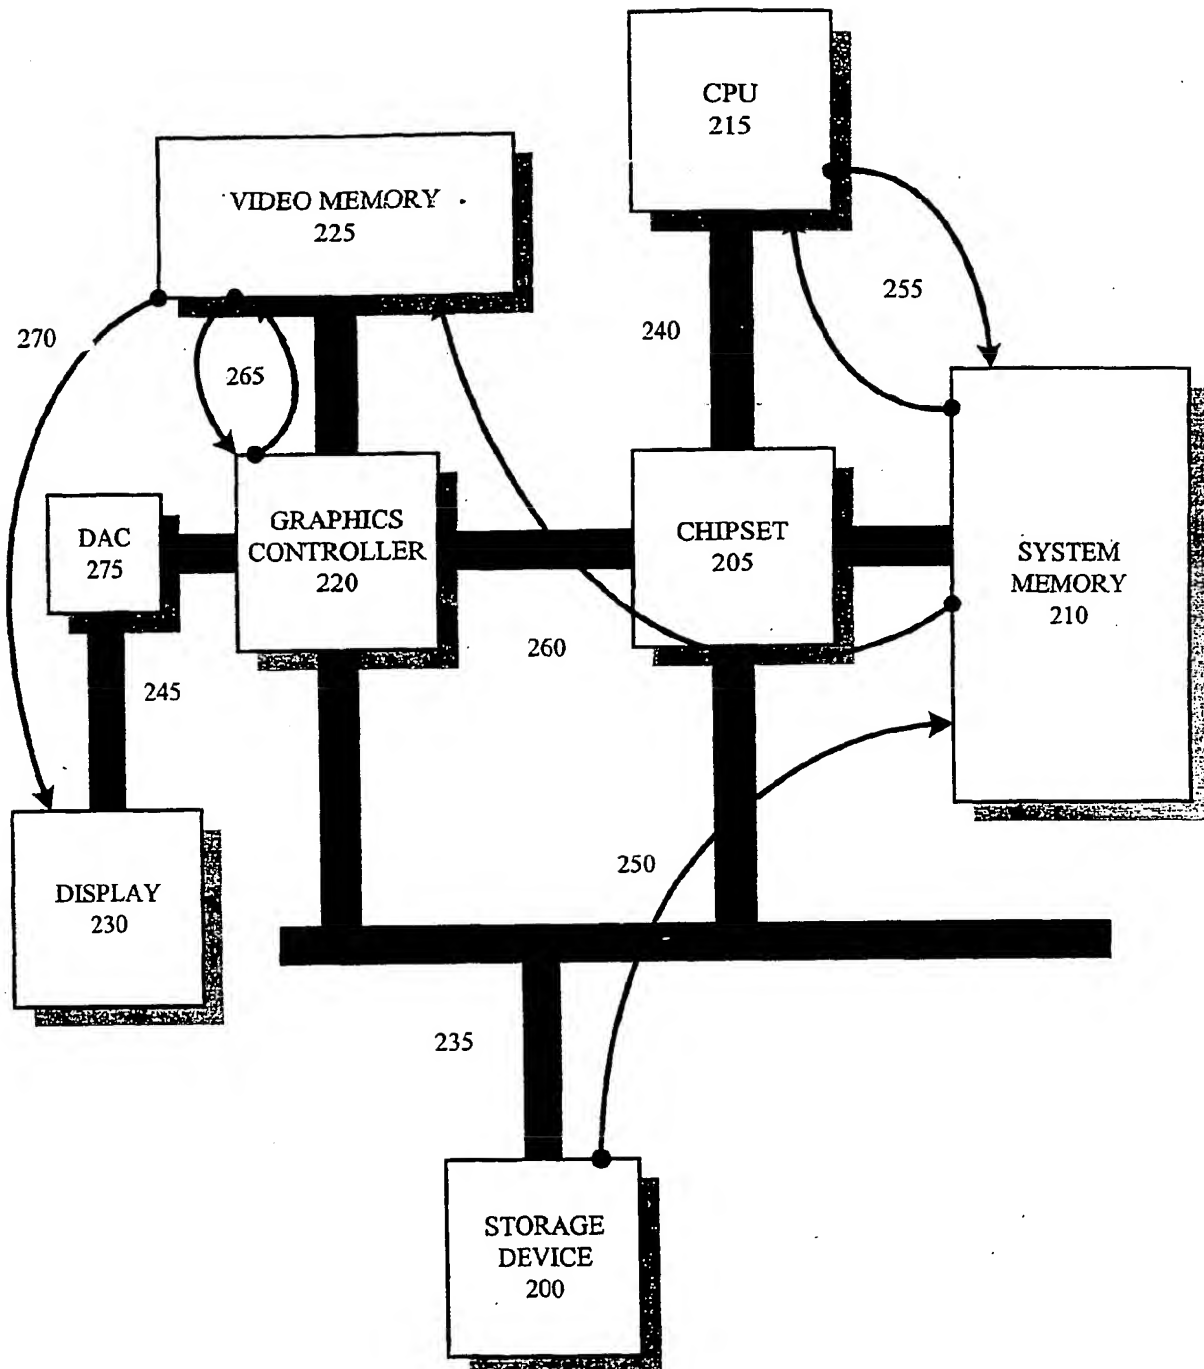 CPU
215
VIDEO MEMORY
225
255
270
240
265
GRAPHICS
CONTROLLER
220
CHIPSET
205
DAC
275
SYSTEM
MEMORY
210
260
245
250
DISPLAY
230
235
STORAGE
DEVICE
200